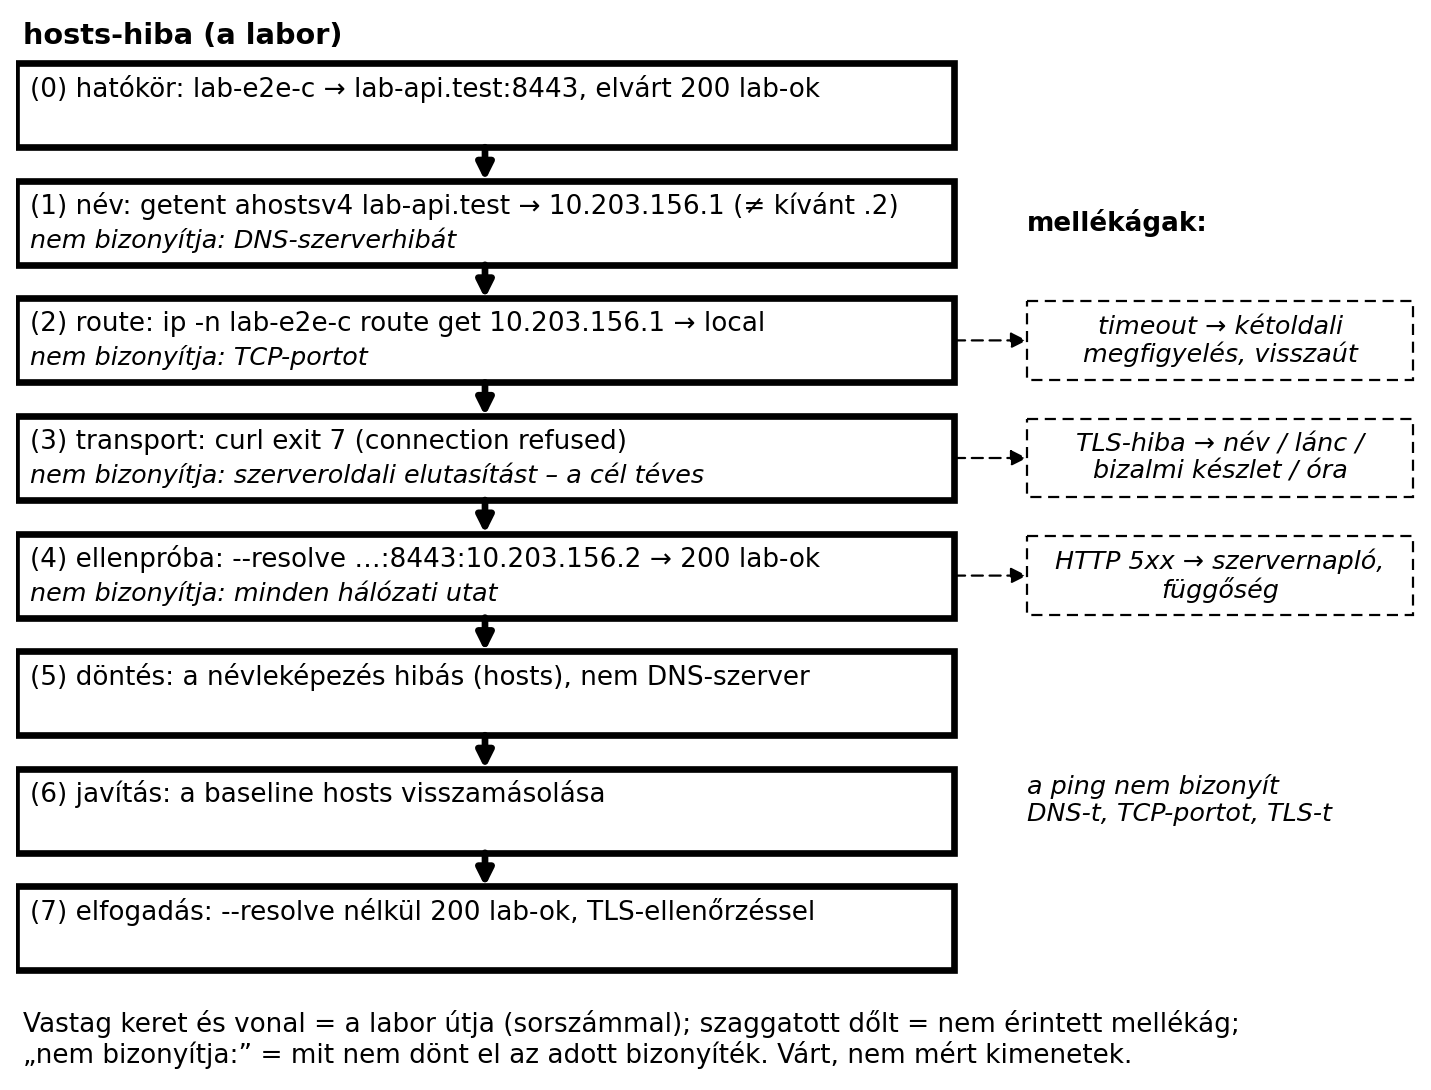 hosts-hiba (a labor)
(0) hatókör: lab-e2e-c → lab-api.test:8443, elvárt 200 lab-ok
(1) név: getent ahostsv4 lab-api.test → 10.203.156.1 (≠ kívánt .2)
nem bizonyítja: DNS-szerverhibát
mellékágak:
(2) route: ip -n lab-e2e-c route get 10.203.156.1 → local
nem bizonyítja: TCP-portot
timeout → kétoldali
megfigyelés, visszaút
(3) transport: curl exit 7 (connection refused)
nem bizonyítja: szerveroldali elutasítást – a cél téves
TLS-hiba → név / lánc /
bizalmi készlet / óra
(4) ellenpróba: --resolve …:8443:10.203.156.2 → 200 lab-ok
nem bizonyítja: minden hálózati utat
HTTP 5xx → szervernapló,
függőség
(5) döntés: a névleképezés hibás (hosts), nem DNS-szerver
(6) javítás: a baseline hosts visszamásolása
a ping nem bizonyít
DNS-t, TCP-portot, TLS-t
(7) elfogadás: --resolve nélkül 200 lab-ok, TLS-ellenőrzéssel
Vastag keret és vonal = a labor útja (sorszámmal); szaggatott dőlt = nem érintett mellékág;
„nem bizonyítja:” = mit nem dönt el az adott bizonyíték. Várt, nem mért kimenetek.